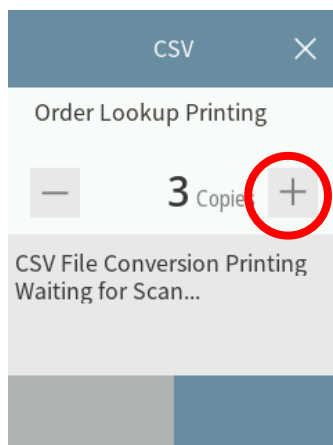 CSV
Order Lookup Printing
3 Copies
CSV File Conversion Printing
Waiting for Scan...